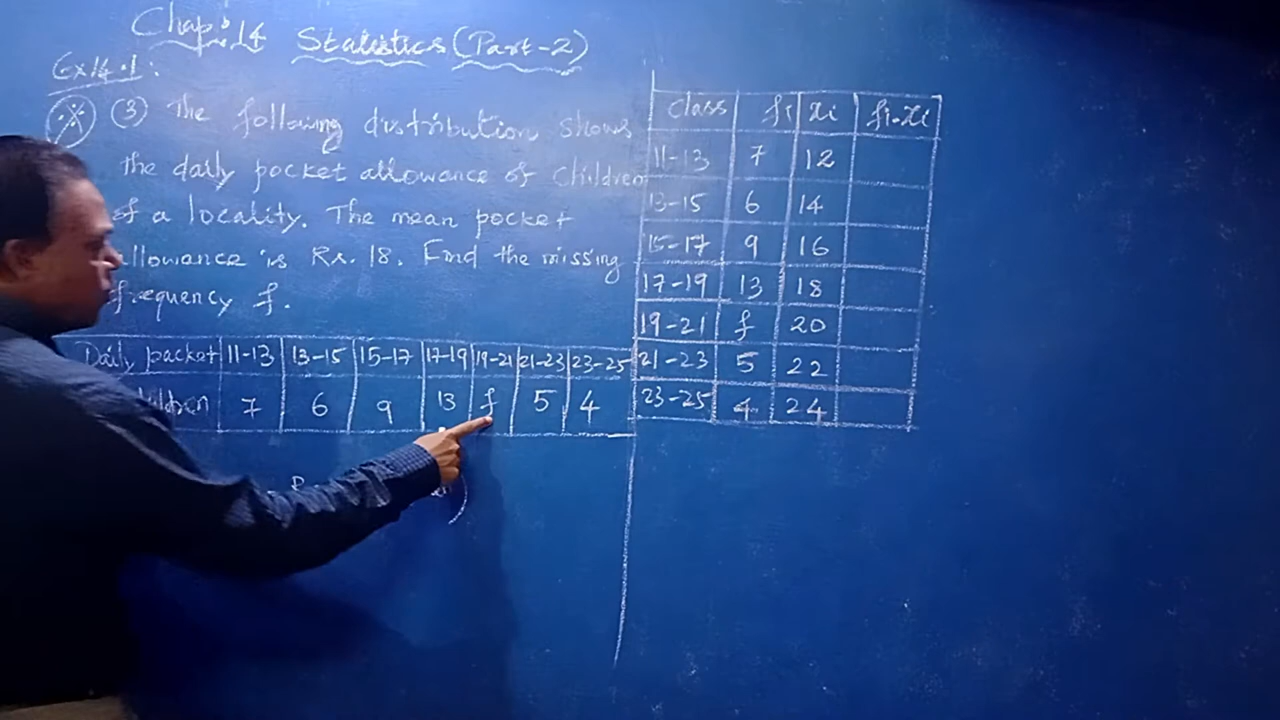 Chap: 14 Statistics (Part-2)
Ex 14.1:
(3) The following distribution shows
the daily pocket allowance of children
of a locality. The mean pocket
allowance is Rs. 18. Find the missing
frequency f.
Daily pocket 11-13 13-15 15-17 17-19 19-21 21-23 23-25
7 6 9 13 f 5 4
class fi xi fi.xi
11-13 7 12
13-15 6 14
15-17 9 16
17-19 13 18
19-21 f 20
21-23 5 22
23-25 4 24